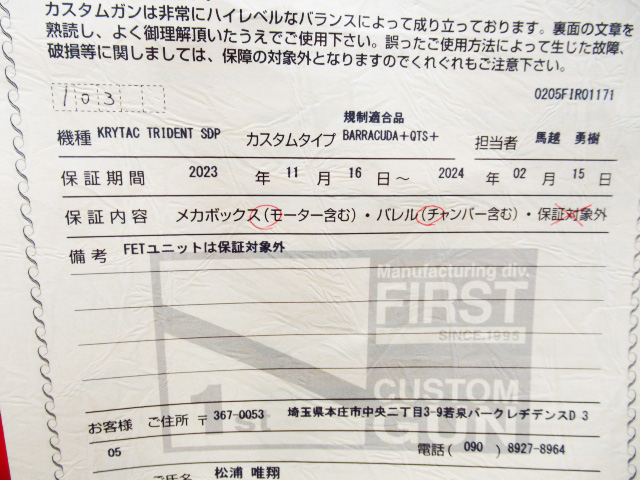 カスタムガンは非常にハイレベルなバランスによって成り立っております。裏面の文章を
熟読し、よく御理解頂いたうえでご使用下さい。誤ったご使用方法によって生じた故障、
破損等に関しましては、保障の対象外となりますのでくれぐれもご注意下さい。
103
0205FIR01171
機種 KRYTAC TRIDENT SDP カスタムタイプ 規制適合品 BARRACUDA+QTS+ 担当者 馬越 勇樹
保証期間 2023 年 11 月 16 日~ 2024 年 02 月 15 日
保証内容 メカボックス(モーター含む)・バレル(チャンバー含む)・保証対象外
備考 FETユニットは保証対象外
Manufacturing div.
FIRST
SINCE.1995
1st
CUSTOM
GUN
お客様 ご住所 〒 367-0053 埼玉県本庄市中央二丁目3-9若泉パークレヂデンスD 3
05 電話( 090 ) 8927-8964
ご氏名 松浦 唯翔